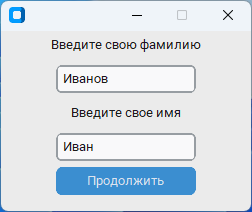 Введите свою фамилию
Иванов
Введите свое имя
Иван
Продолжить